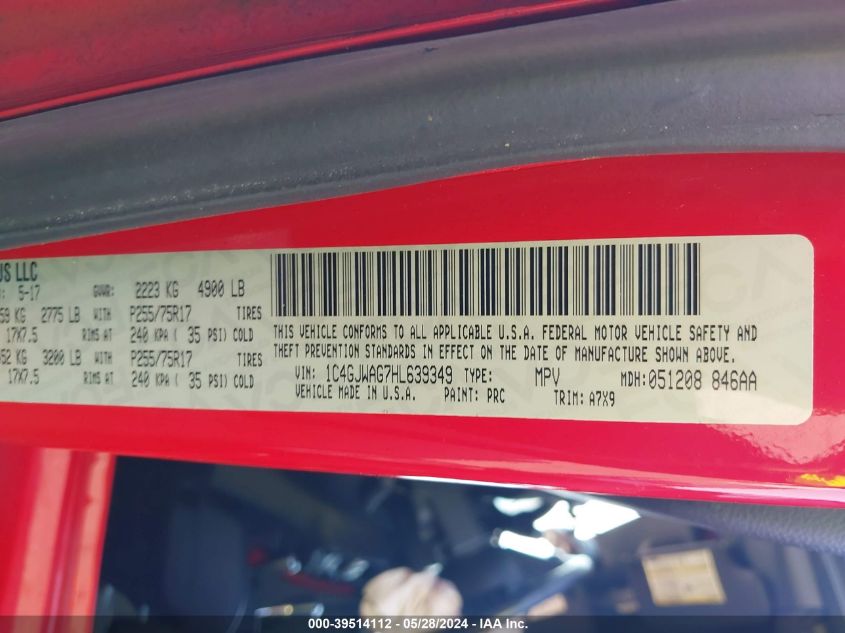 US LLC
5-17 GVWR: 2223 KG 4900 LB
59 KG 2775 LB WITH P255/75R17 TIRES
17X7.5 RIMS AT 240 KPA ( 35 PSI) COLD
52 KG 3200 LB WITH P255/75R17 TIRES
17X7.5 RIMS AT 240 KPA ( 35 PSI) COLD
THIS VEHICLE CONFORMS TO ALL APPLICABLE U.S.A. FEDERAL MOTOR VEHICLE SAFETY AND
THEFT PREVENTION STANDARDS IN EFFECT ON THE DATE OF MANUFACTURE SHOWN ABOVE.
VIN: 1C4GJWAG7HL639349 TYPE: MPV MDH:051208 846AA
VEHICLE MADE IN U.S.A. PAINT: PRC TRIM: A7X9
000-39514112 - 05/28/2024 - IAA Inc.